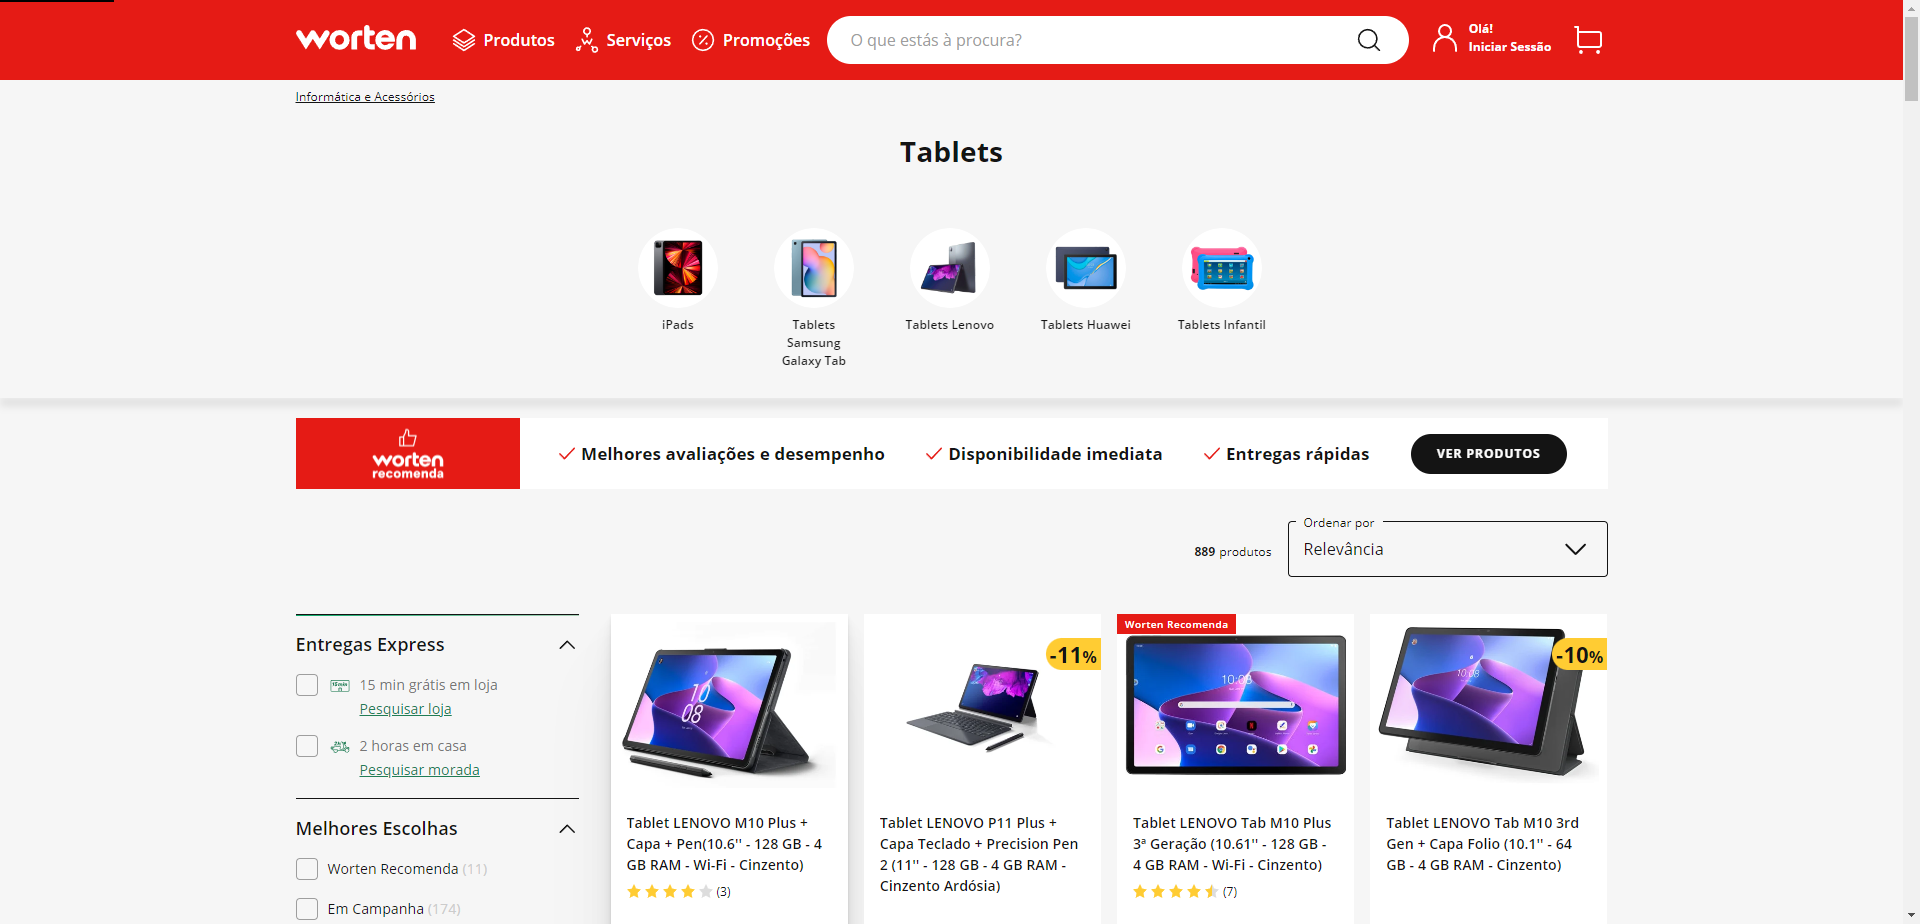 worten
Produtos
Serviços
Promoções
O que estás à procura?
Olá!
Iniciar Sessão
Informática e Acessórios
Tablets
iPads
Tablets
Samsung
Galaxy Tab
Tablets Lenovo
Tablets Huawei
Tablets Infantil
worten
recomenda
Melhores avaliações e desempenho
Disponibilidade imediata
Entregas rápidas
VER PRODUTOS
889 produtos
Ordenar por
Relevância
Entregas Express
15 min grátis em loja
Pesquisar loja
2 horas em casa
Pesquisar morada
Melhores Escolhas
Worten Recomenda (11)
Em Campanha (174)
10
08
Tablet LENOVO M10 Plus +
Capa + Pen(10.6'' - 128 GB - 4
GB RAM - Wi-Fi - Cinzento)
(3)
-11%
Tablet LENOVO P11 Plus +
Capa Teclado + Precision Pen
2 (11'' - 128 GB - 4 GB RAM -
Cinzento Ardósia)
Worten Recomenda
10:08
Tablet LENOVO Tab M10 Plus
3ª Geração (10.61'' - 128 GB -
4 GB RAM - Wi-Fi - Cinzento)
(7)
-10%
10:08
Tablet LENOVO Tab M10 3rd
Gen + Capa Folio (10.1'' - 64
GB - 4 GB RAM - Cinzento)